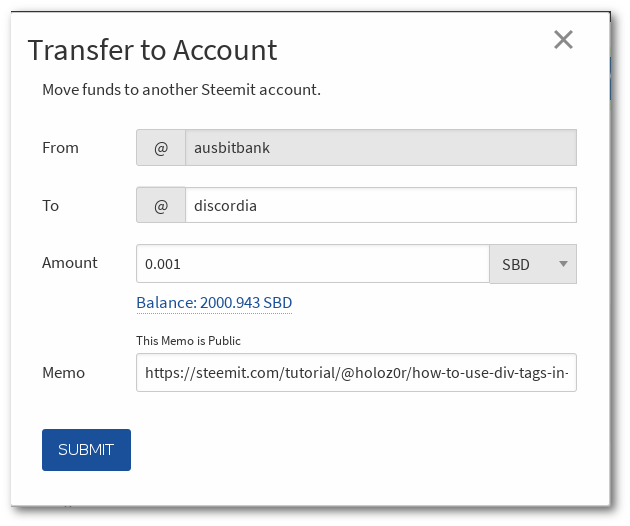 Transfer to Account
Move funds to another Steemit account.
From @ ausbitbank
To @ discordia
Amount 0.001 SBD
Balance: 2000.943 SBD
This Memo is Public
Memo https://steemit.com/tutorial/@holoz0r/how-to-use-div-tags-in-
SUBMIT